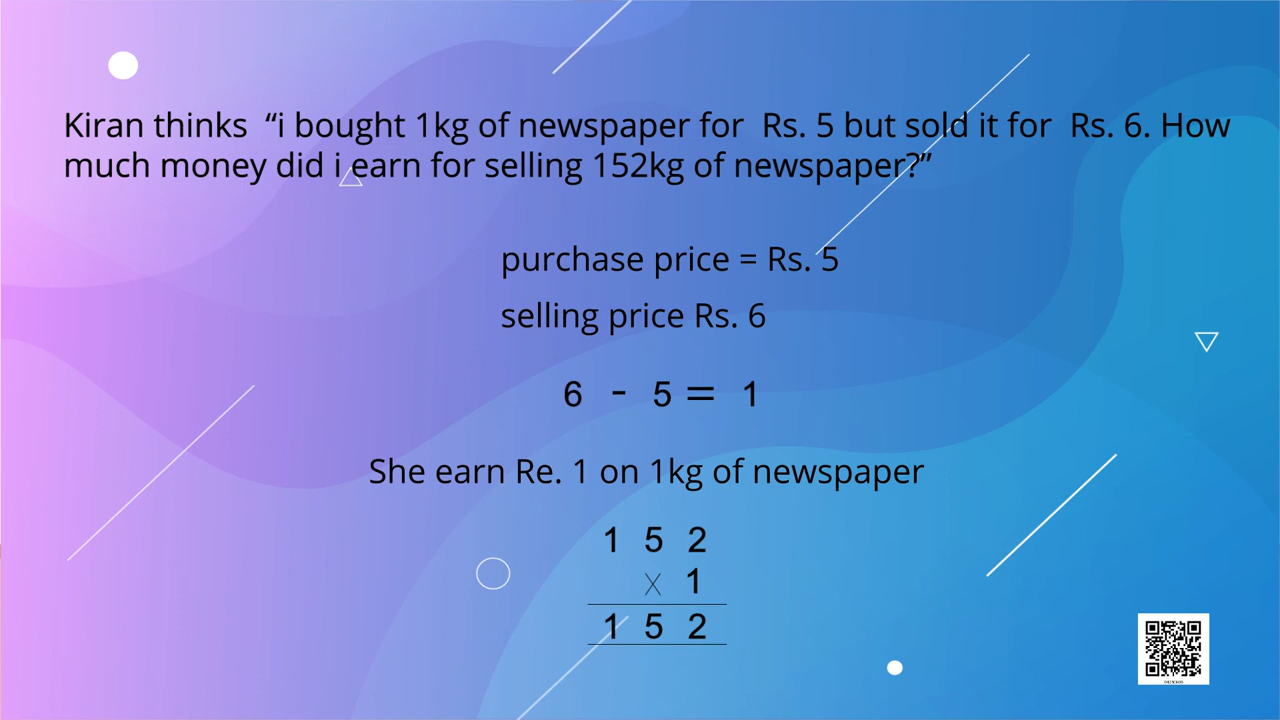 Kiran thinks “i bought 1kg of newspaper for Rs. 5 but sold it for Rs. 6. How
much money did i earn for selling 152kg of newspaper?”
purchase price = Rs. 5
selling price Rs. 6
6 - 5 = 1
She earn Re. 1 on 1kg of newspaper
1 5 2
x 1
1 5 2